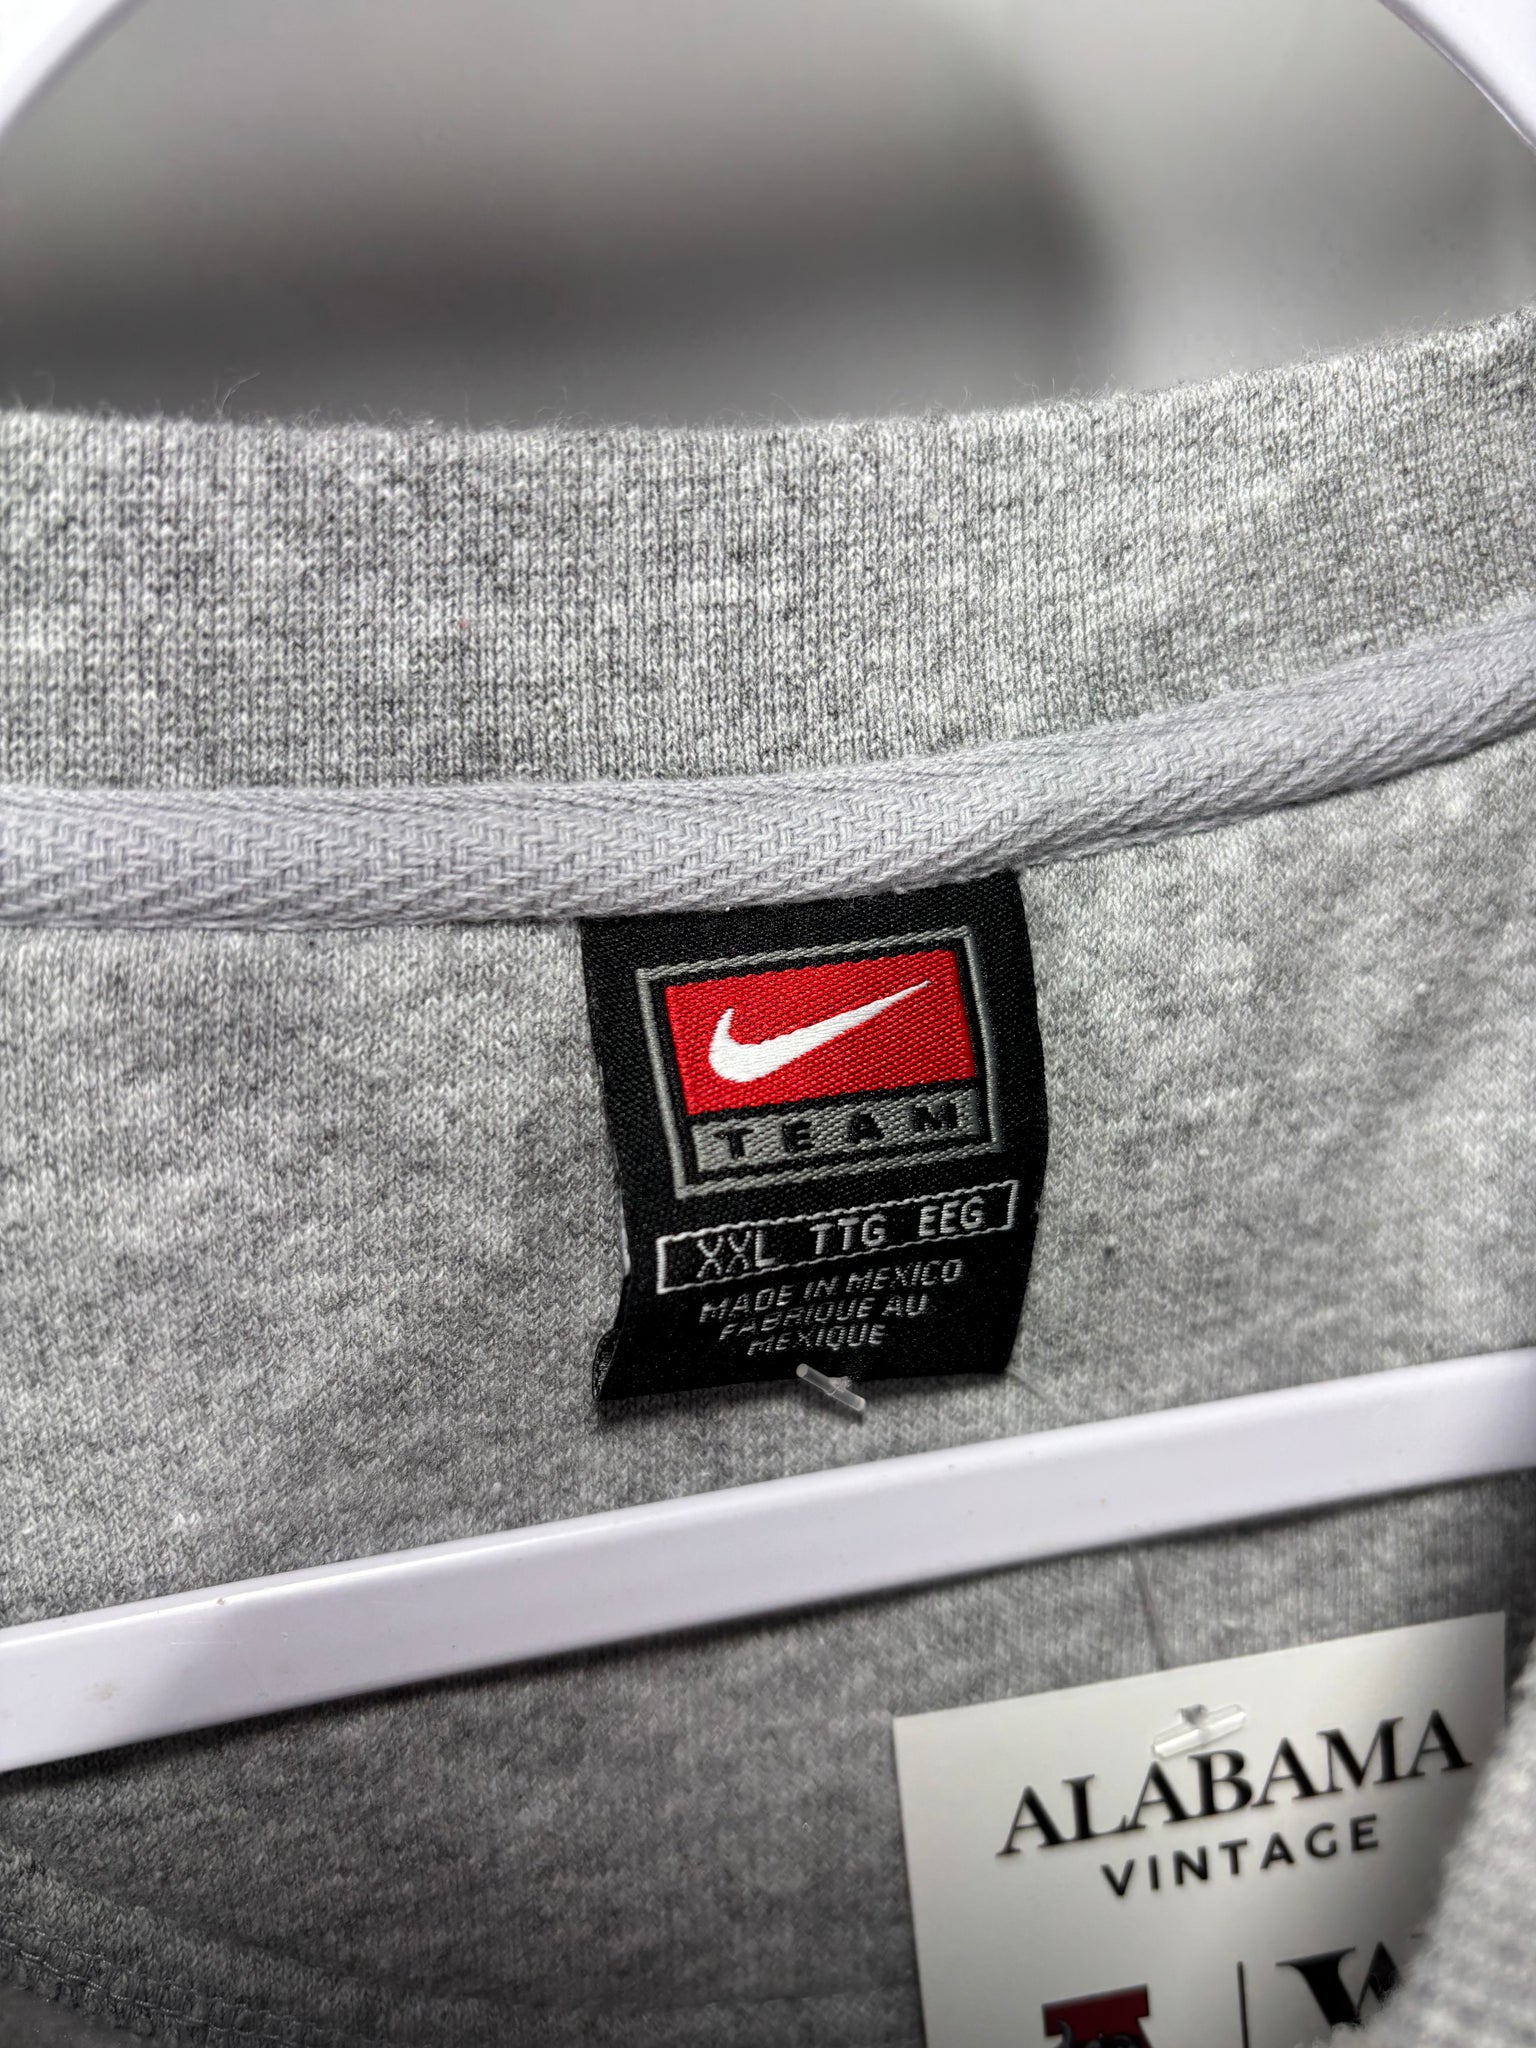 TEAM
XXL TTG EEG
MADE IN MEXICO
FABRIQUE AU
MEXIQUE
ALABAMA
VINTAGE